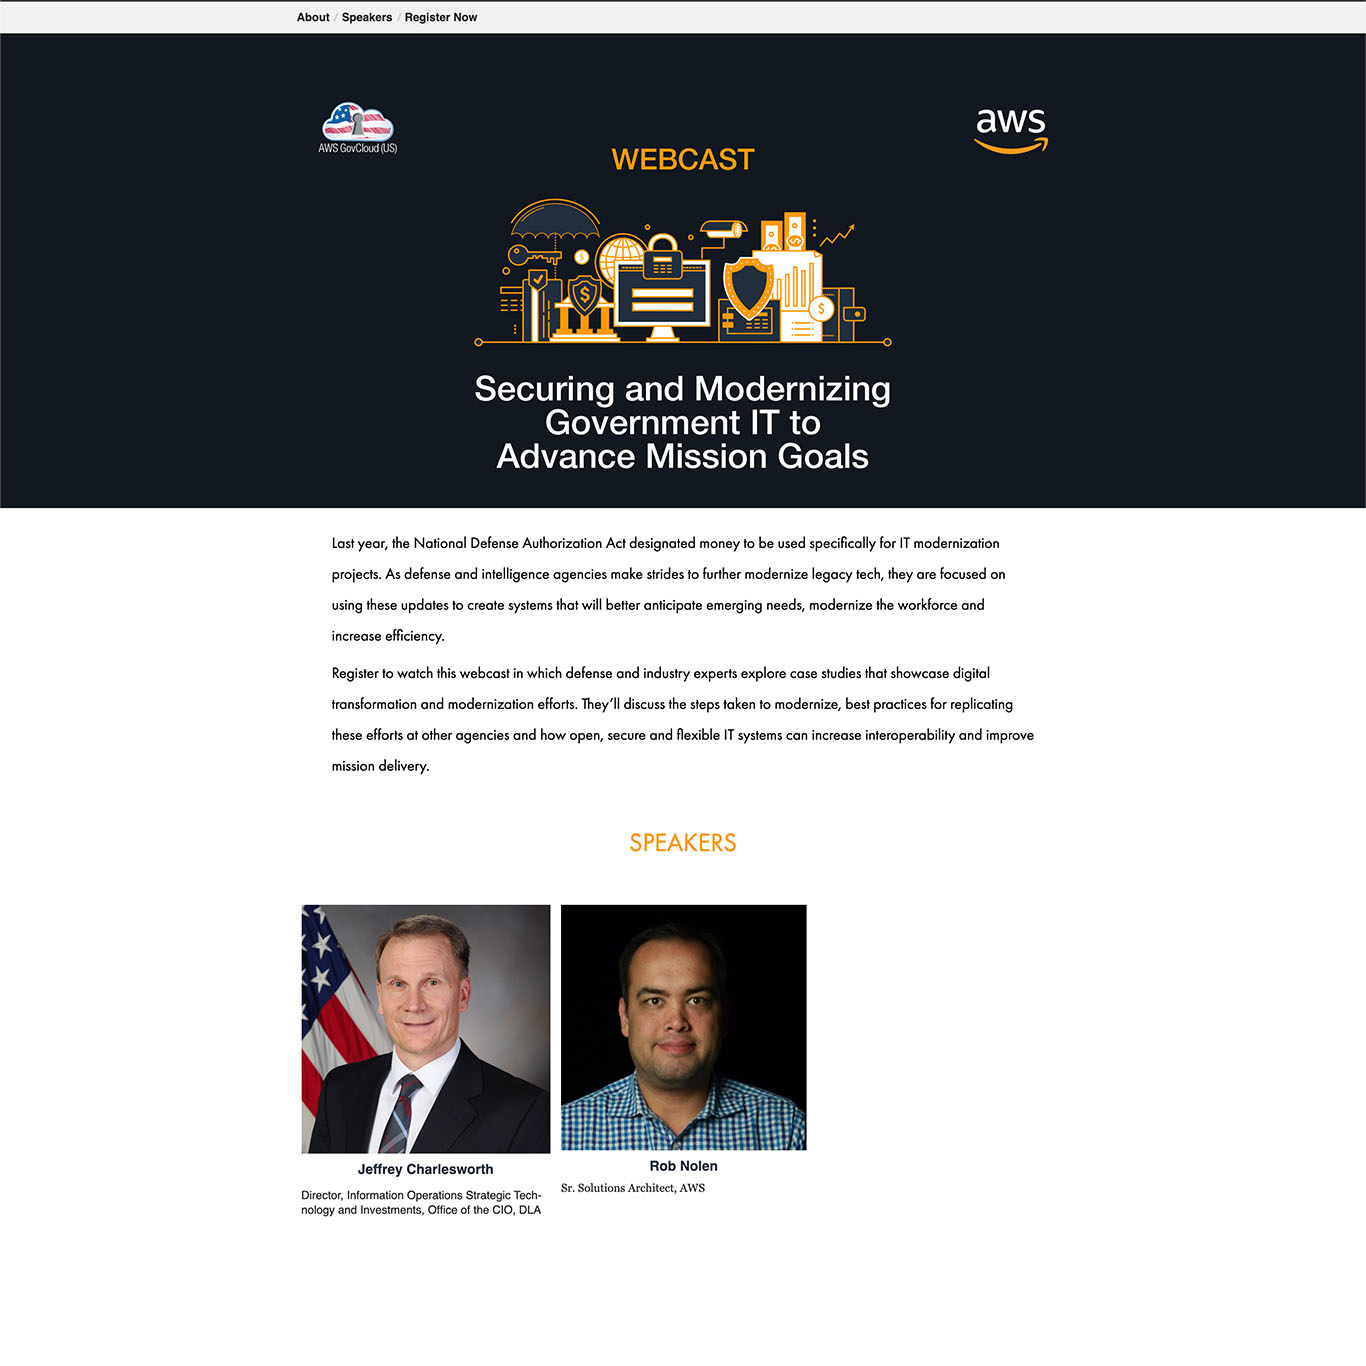 About / Speakers / Register Now
AWS GovCloud (US)
aws
WEBCAST
$
$
$
Securing and Modernizing
Government IT to
Advance Mission Goals
Last year, the National Defense Authorization Act designated money to be used specifically for IT modernization
projects. As defense and intelligence agencies make strides to further modernize legacy tech, they are focused on
using these updates to create systems that will better anticipate emerging needs, modernize the workforce and
increase efficiency.
Register to watch this webcast in which defense and industry experts explore case studies that showcase digital
transformation and modernization efforts. They’ll discuss the steps taken to modernize, best practices for replicating
these efforts at other agencies and how open, secure and flexible IT systems can increase interoperability and improve
mission delivery.
SPEAKERS
Jeffrey Charlesworth
Director, Information Operations Strategic Tech-
nology and Investments, Office of the CIO, DLA
Rob Nolen
Sr. Solutions Architect, AWS